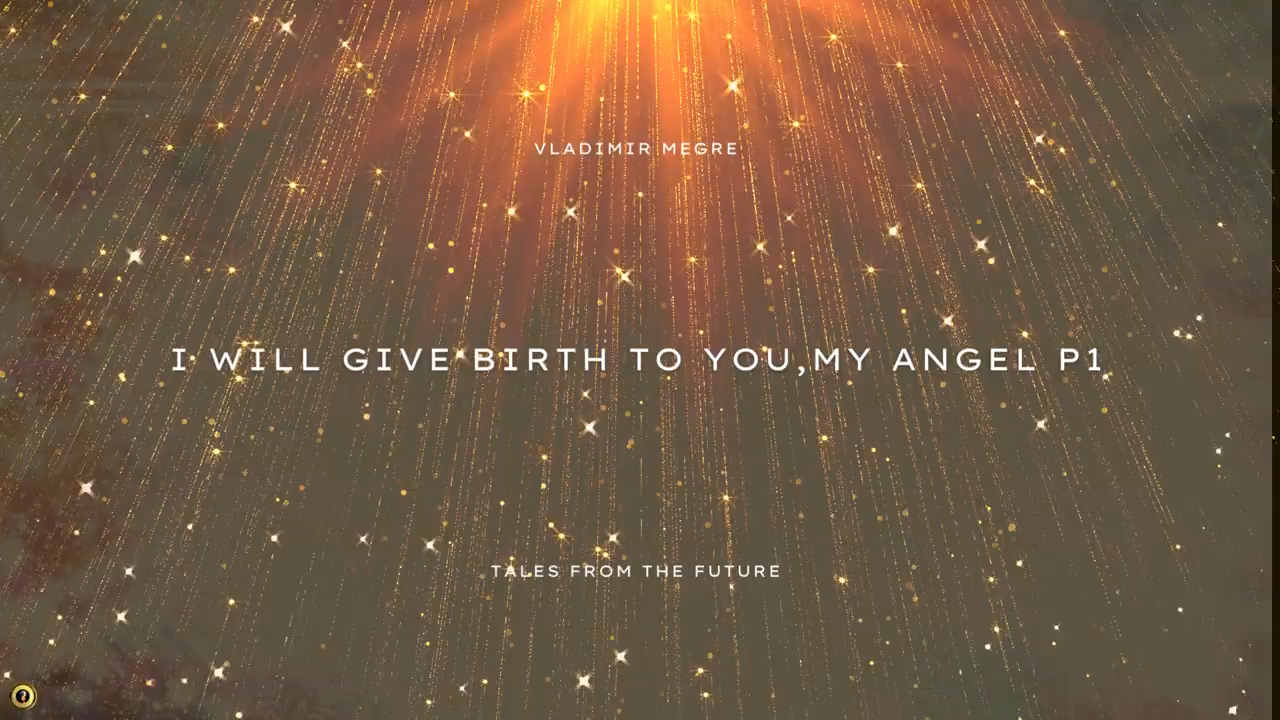 VLADIMIR MEGRE
I WILL GIVE BIRTH TO YOU,MY ANGEL P1
TALES FROM THE FUTURE